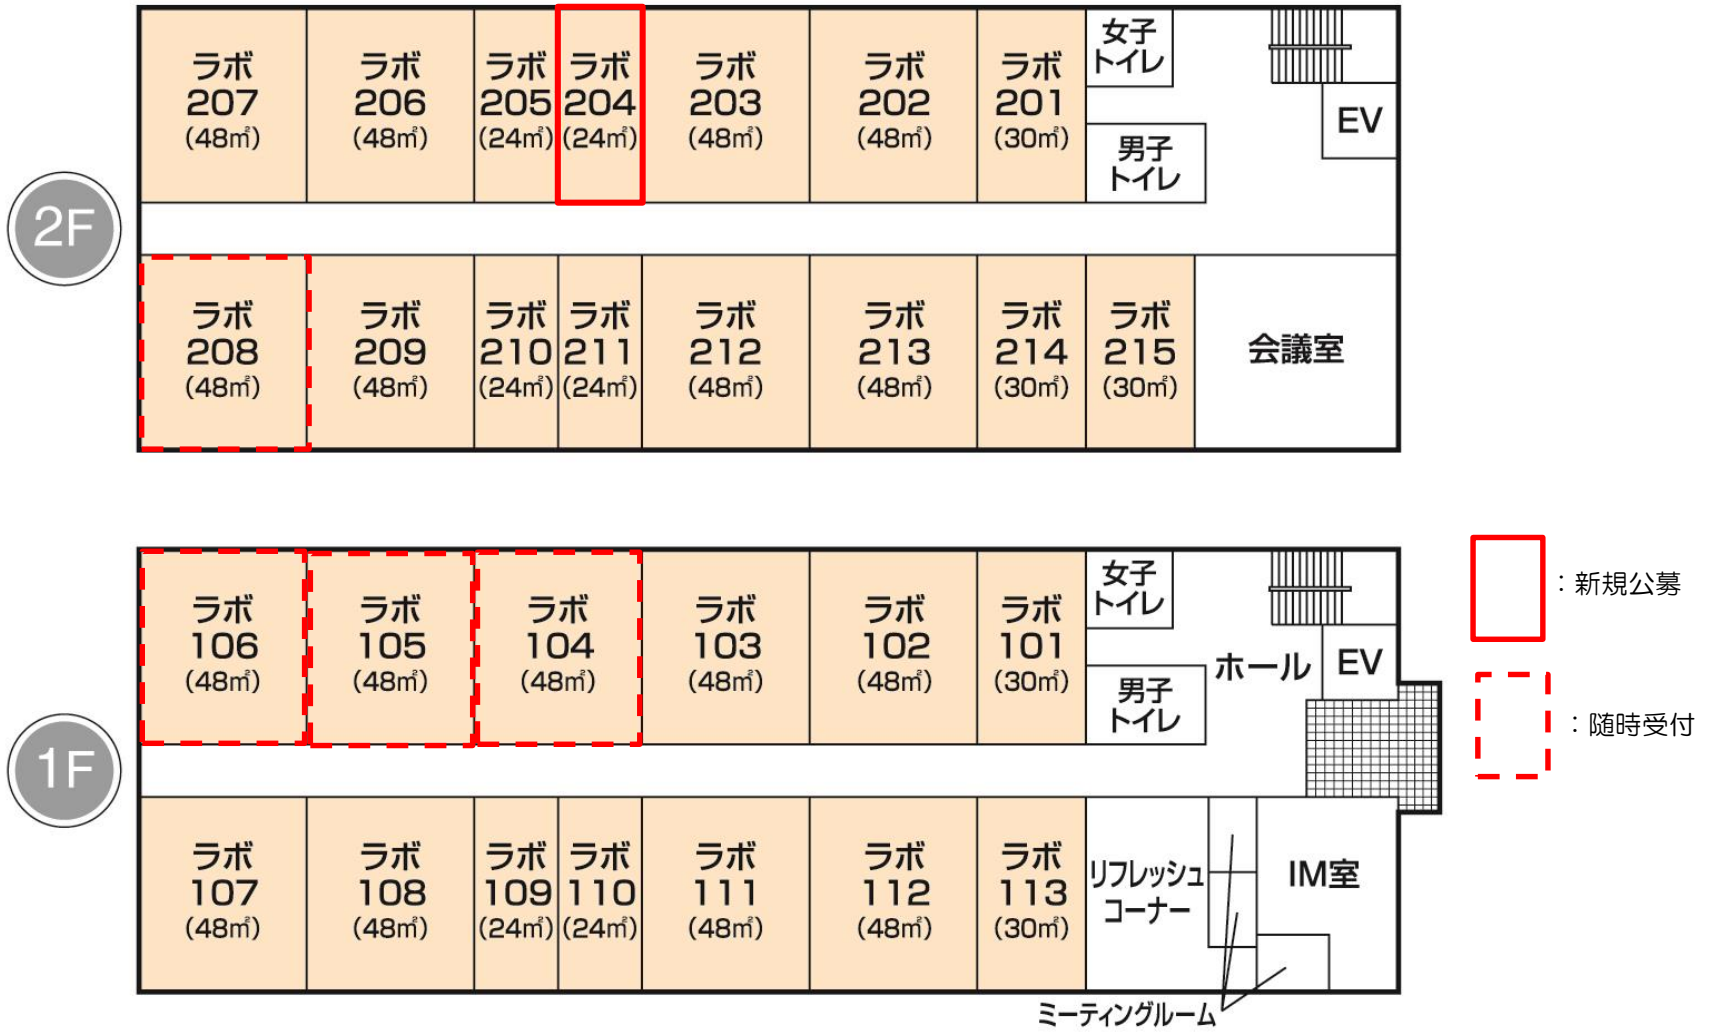 2F
ラボ
207
(48㎡)
ラボ
206
(48㎡)
ラボ
205
(24㎡)
ラボ
204
(24㎡)
ラボ
203
(48㎡)
ラボ
202
(48㎡)
ラボ
201
(30㎡)
女子
トイレ
男子
トイレ
EV
ラボ
208
(48㎡)
ラボ
209
(48㎡)
ラボ
210
(24㎡)
ラボ
211
(24㎡)
ラボ
212
(48㎡)
ラボ
213
(48㎡)
ラボ
214
(30㎡)
ラボ
215
(30㎡)
会議室
1F
ラボ
106
(48㎡)
ラボ
105
(48㎡)
ラボ
104
(48㎡)
ラボ
103
(48㎡)
ラボ
102
(48㎡)
ラボ
101
(30㎡)
女子
トイレ
男子
トイレ
ホール
EV
ラボ
107
(48㎡)
ラボ
108
(48㎡)
ラボ
109
(24㎡)
ラボ
110
(24㎡)
ラボ
111
(48㎡)
ラボ
112
(48㎡)
ラボ
113
(30㎡)
リフレッシュ
コーナー
IM室
ミーティングルーム
：新規公募
：随時受付